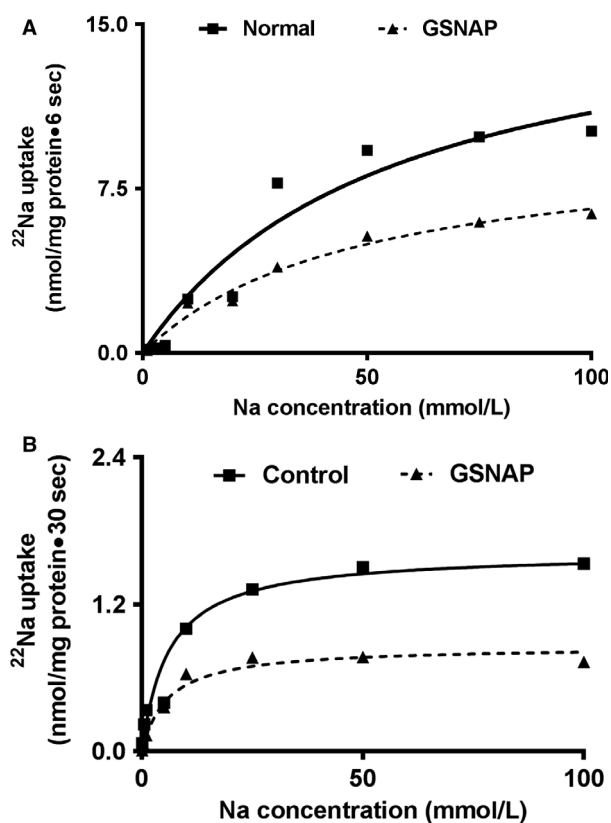 A
Normal GSNAP
15.0
7.5
0.0
²²Na uptake
(nmol/mg protein•6 sec)
0 50 100
Na concentration (mmol/L)
B
Control GSNAP
2.4
1.2
0.0
²²Na uptake
(nmol/mg protein•30 sec)
0 50 100
Na concentration (mmol/L)